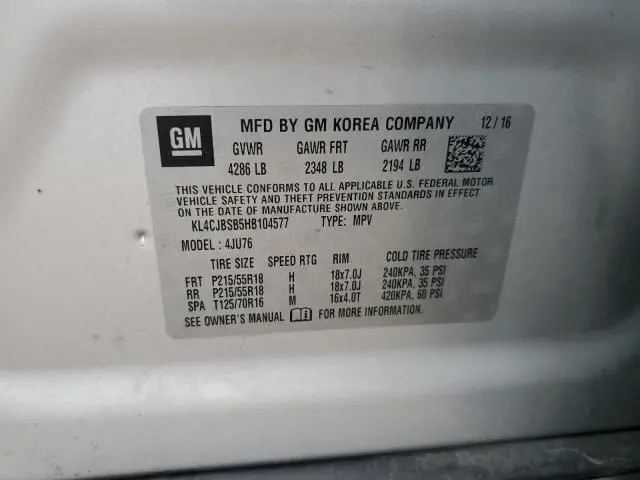 GM
MFD BY GM KOREA COMPANY 12/16
GVWR GAWR FRT GAWR RR
4286 LB 2348 LB 2194 LB
THIS VEHICLE CONFORMS TO ALL APPLICABLE U.S. FEDERAL MOTOR
VEHICLE SAFETY AND THEFT PREVENTION STANDARDS IN EFFECT
ON THE DATE OF MANUFACTURE SHOWN ABOVE.
KL4CJBSB5HB104577 TYPE: MPV
MODEL: 4JU76
TIRE SIZE SPEED RTG RIM COLD TIRE PRESSURE
FRT P215/55R18 H 18x7.0J 240KPA, 35 PSI
RR P215/55R18 H 18x7.0J 240KPA, 35 PSI
SPA T125/70R16 M 16x4.0T 420KPA, 60 PSI
SEE OWNER'S MANUAL i FOR MORE INFORMATION.